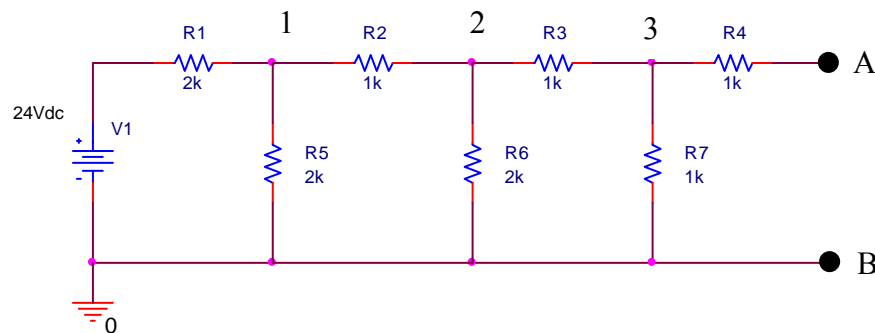 1 2 3
R1 R2 R3 R4
A
2k 1k 1k 1k
24Vdc
V1
R5 R6 R7
2k 2k 1k
B
0